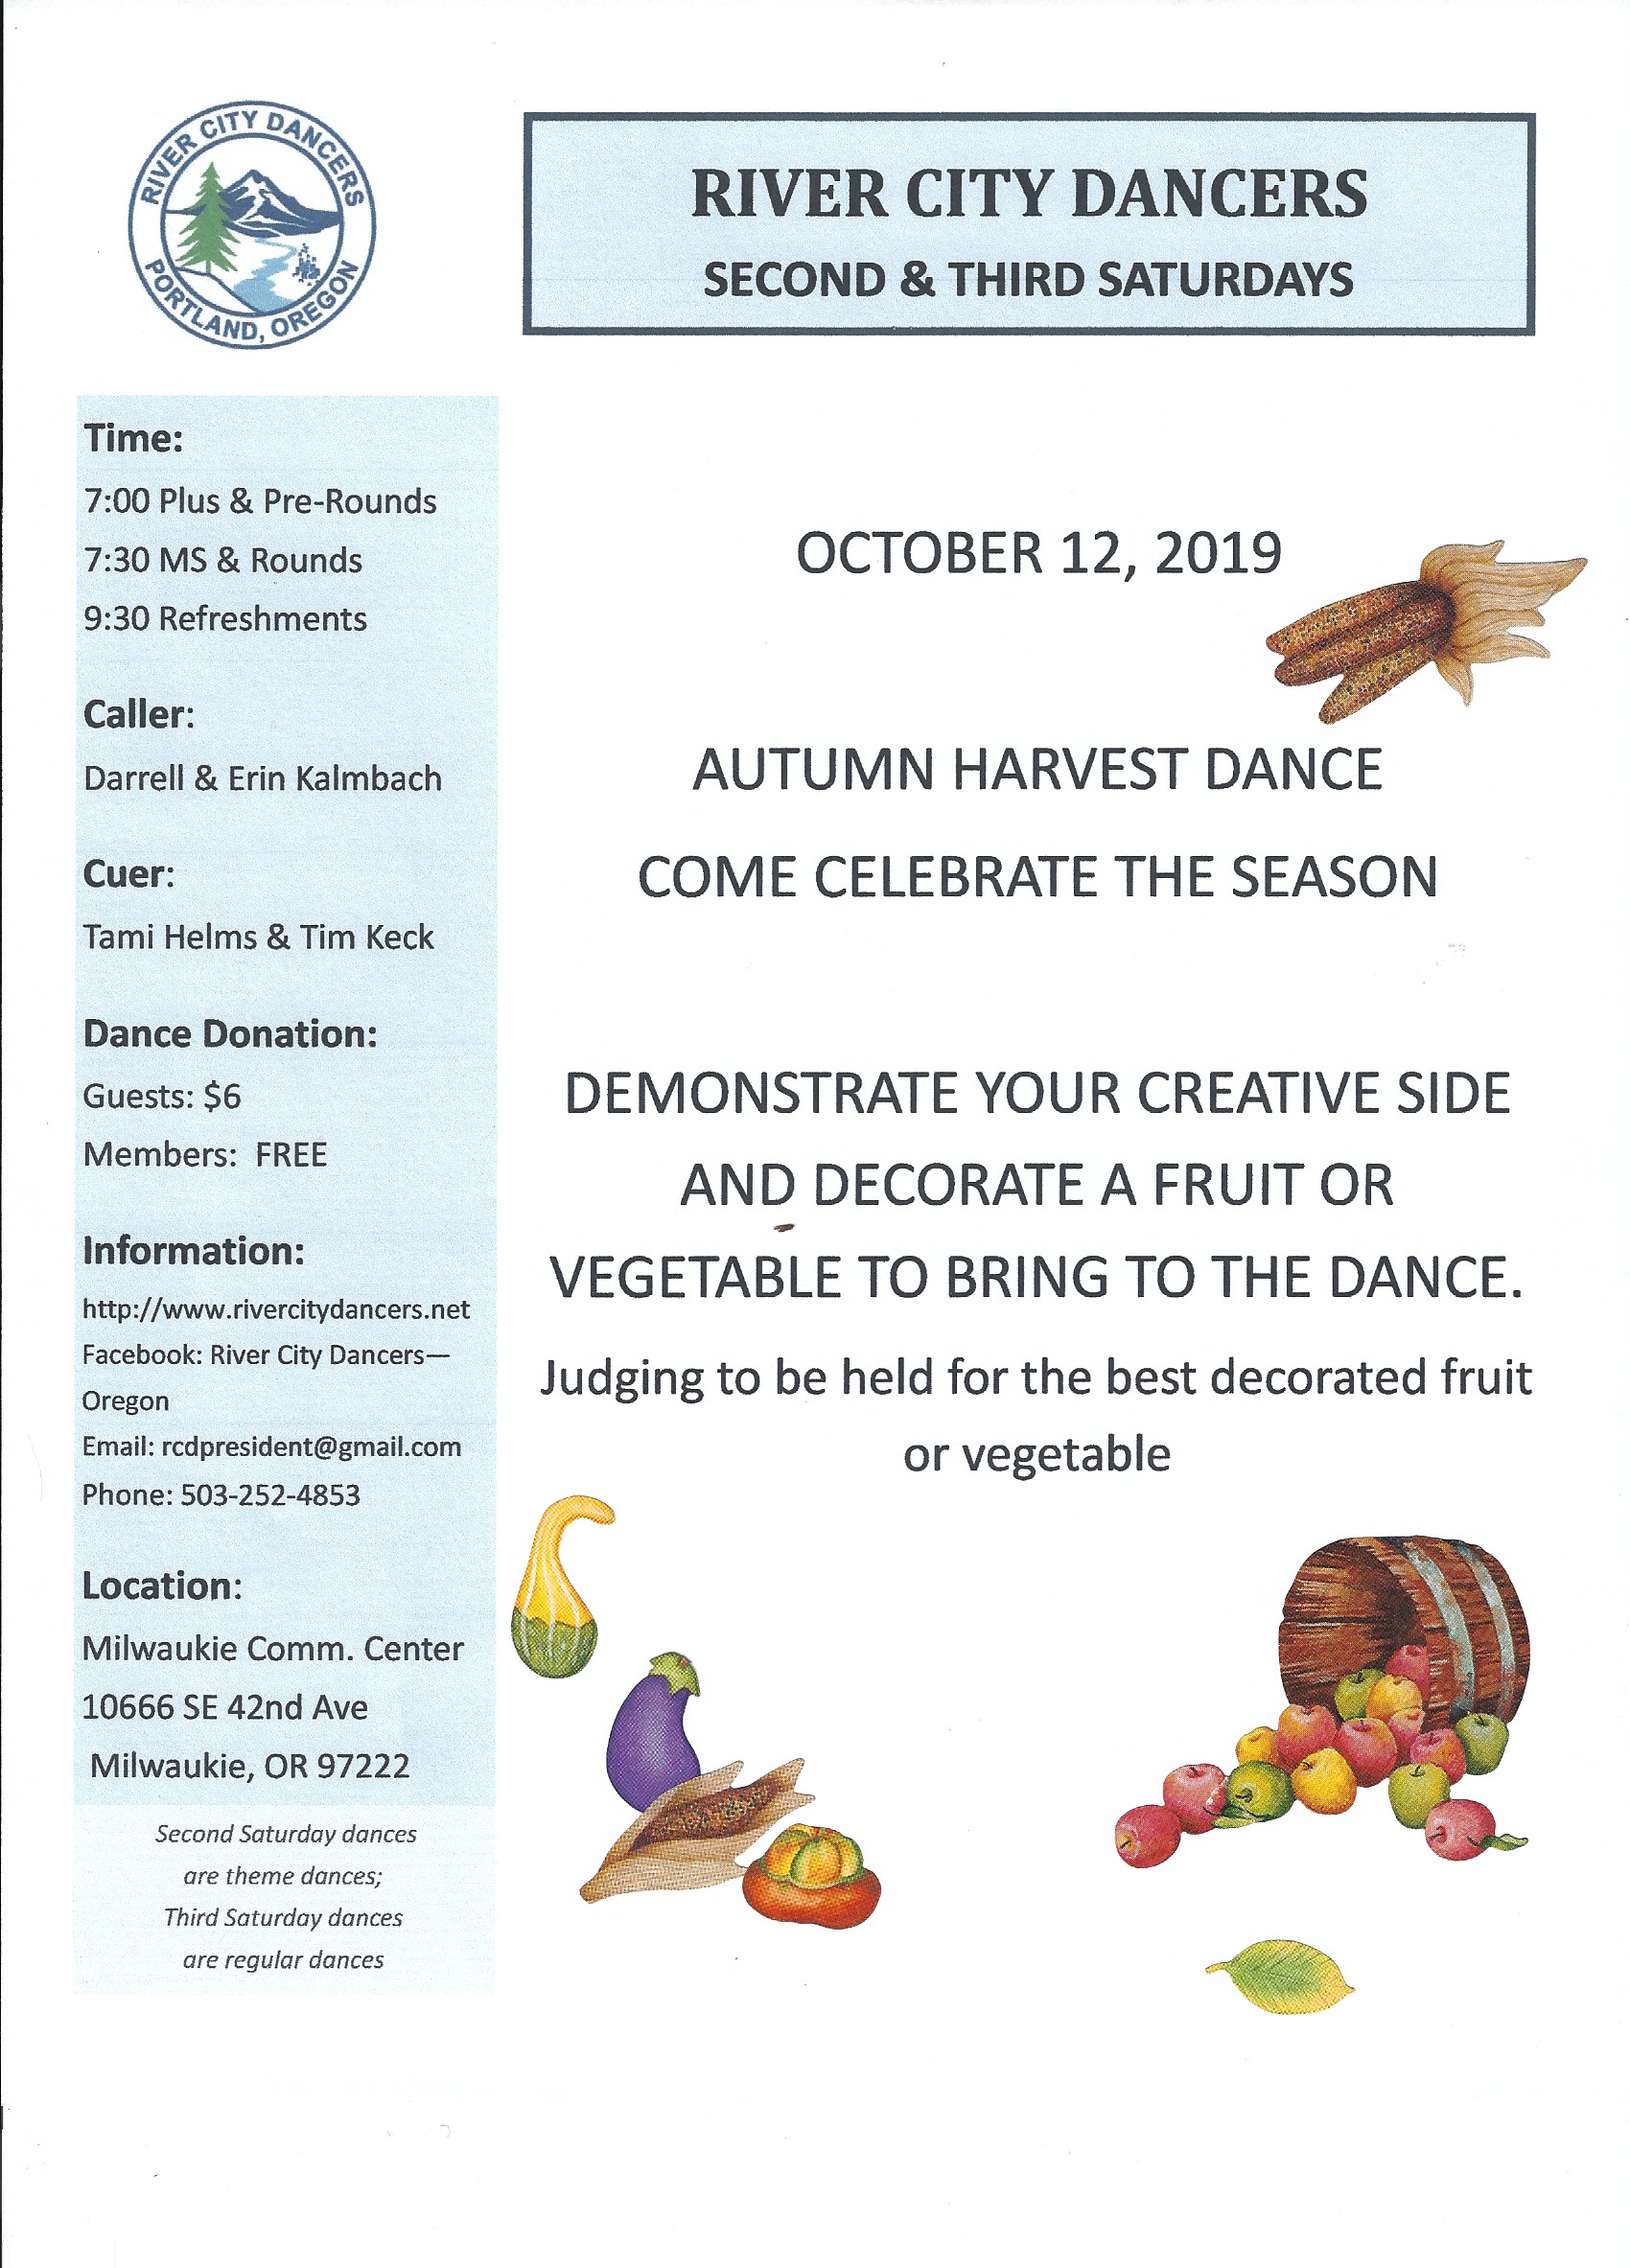 RIVER CITY DANCERS
PORTLAND, OREGON
RIVER CITY DANCERS
SECOND & THIRD SATURDAYS
Time:
7:00 Plus & Pre-Rounds
7:30 MS & Rounds
9:30 Refreshments
Caller:
Darrell & Erin Kalmbach
Cuer:
Tami Helms & Tim Keck
Dance Donation:
Guests: $6
Members:  FREE
Information:
http://www.rivercitydancers.net
Facebook: River City Dancers—
Oregon
Email: rcdpresident@gmail.com
Phone: 503-252-4853
Location:
Milwaukie Comm. Center
10666 SE 42nd Ave
Milwaukie, OR 97222
Second Saturday dances
are theme dances;
Third Saturday dances
are regular dances
OCTOBER 12, 2019
AUTUMN HARVEST DANCE
COME CELEBRATE THE SEASON
DEMONSTRATE YOUR CREATIVE SIDE
AND DECORATE A FRUIT OR
VEGETABLE TO BRING TO THE DANCE.
Judging to be held for the best decorated fruit
or vegetable